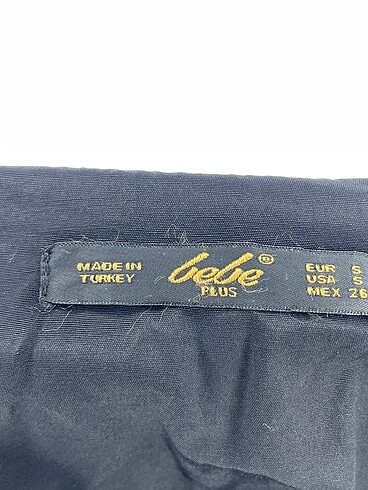 MADE IN
TURKEY
bebe®
PLUS
EUR S
USA S
MEX 26